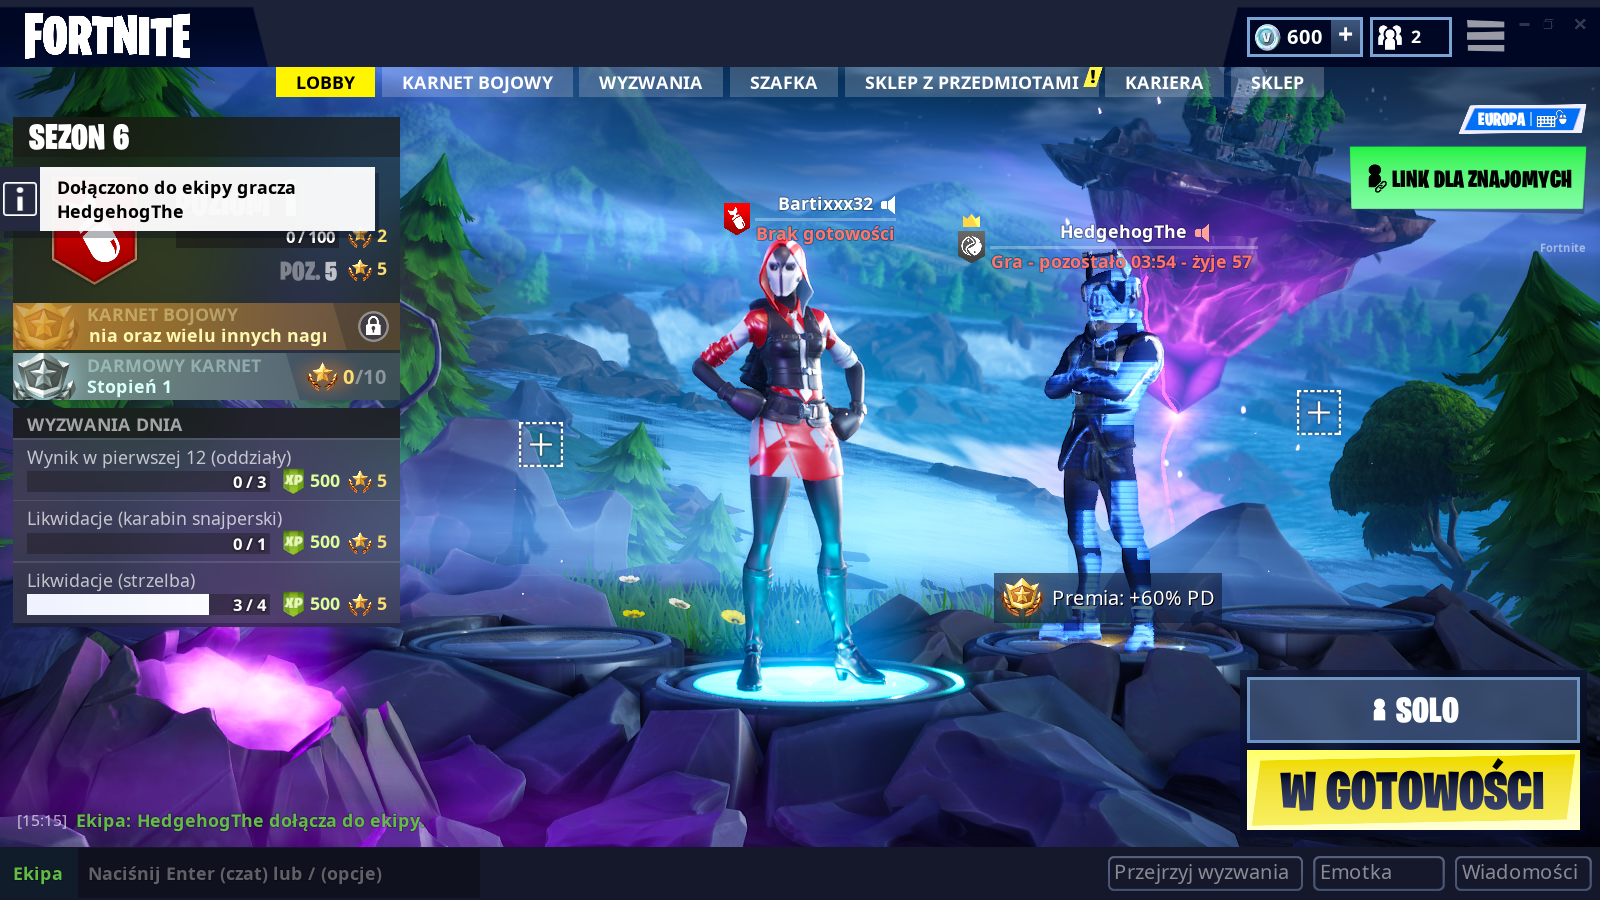 FORTNITE
600
2
LOBBY
KARNET BOJOWY
WYZWANIA
SZAFKA
SKLEP Z PRZEDMIOTAMI
!
KARIERA
SKLEP
EUROPA
LINK DLA ZNAJOMYCH
Fortnite
SEZON 6
Dołączono do ekipy gracza
HedgehogThe
0 / 100
2
POZ. 5
5
KARNET BOJOWY
nia oraz wielu innych nagr
DARMOWY KARNET
Stopień 1
0/10
WYZWANIA DNIA
Wynik w pierwszej 12 (oddziały)
0 / 3
XP 500
5
Likwidacje (karabin snajperski)
0 / 1
XP 500
5
Likwidacje (strzelba)
3 / 4
XP 500
5
Bartixxx32
Brak gotowości
HedgehogThe
Gra - pozostało 03:54 - żyje 57
Premia: +60% PD
SOLO
W GOTOWOŚCI
[15:15] Ekipa: HedgehogThe dołącza do ekipy.
Ekipa
Naciśnij Enter (czat) lub / (opcje)
Przejrzyj wyzwania
Emotka
Wiadomości